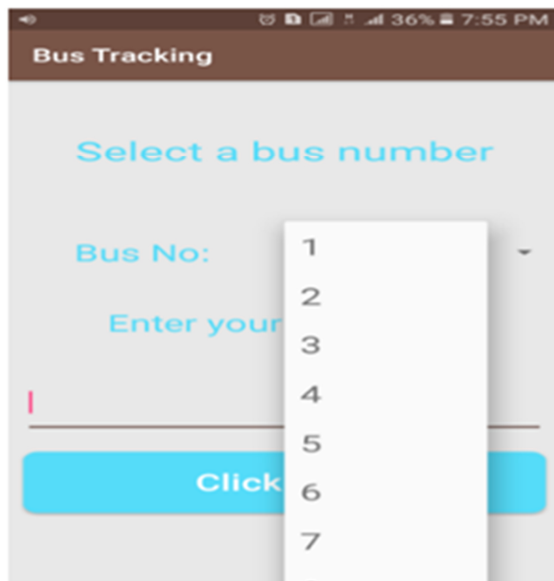 36% 7:55 PM
Bus Tracking
Select a bus number
Bus No:
1
2
Enter your
3
4
5
Click
6
7